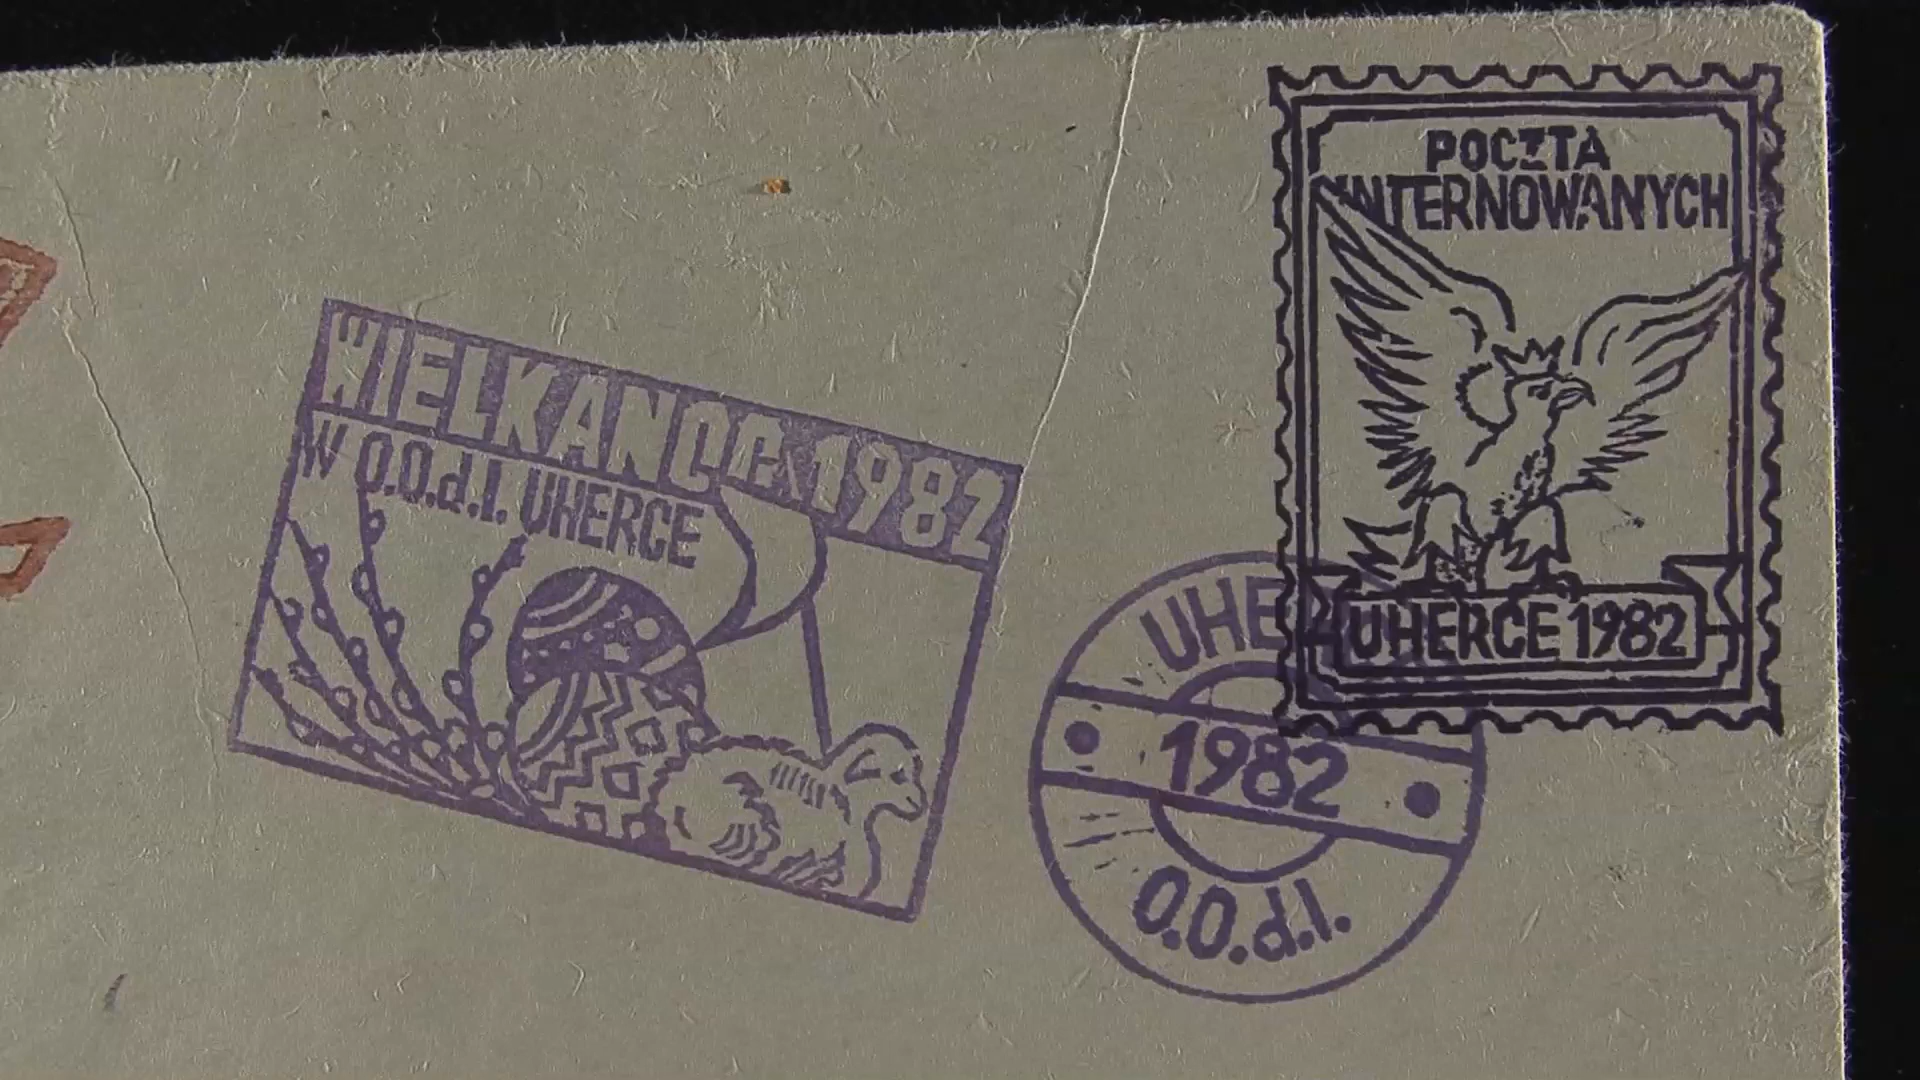 POCZTA
INTERNOWANYCH
UHERCE 1982
WIELKANOC 1982
W O.O.d.I. UHERCE
UHE
1982
O.O.d.I.